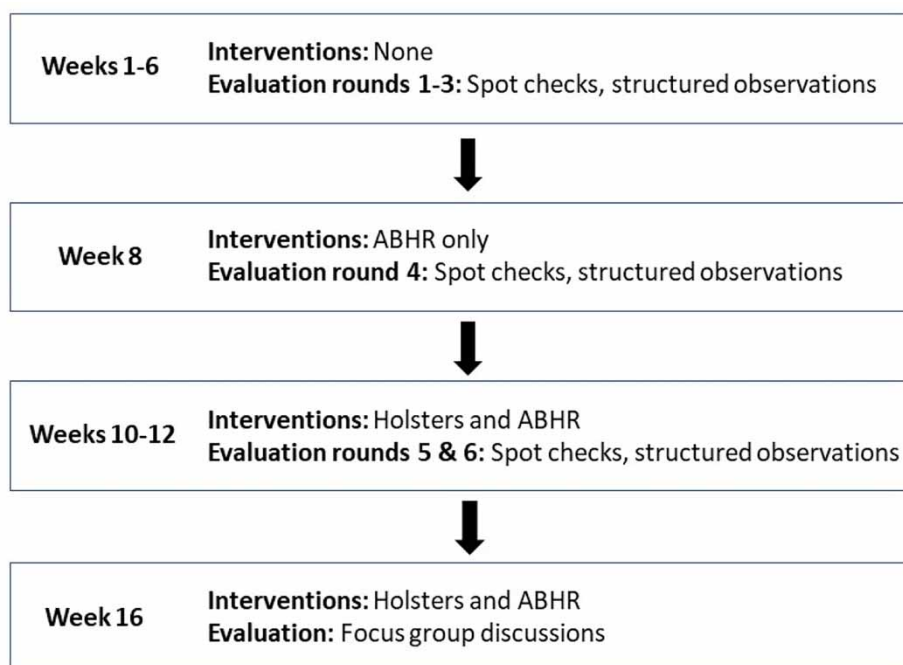 Weeks 1-6
Interventions: None
Evaluation rounds 1-3: Spot checks, structured observations
Week 8
Interventions: ABHR only
Evaluation round 4: Spot checks, structured observations
Weeks 10-12
Interventions: Holsters and ABHR
Evaluation rounds 5 & 6: Spot checks, structured observations
Week 16
Interventions: Holsters and ABHR
Evaluation: Focus group discussions